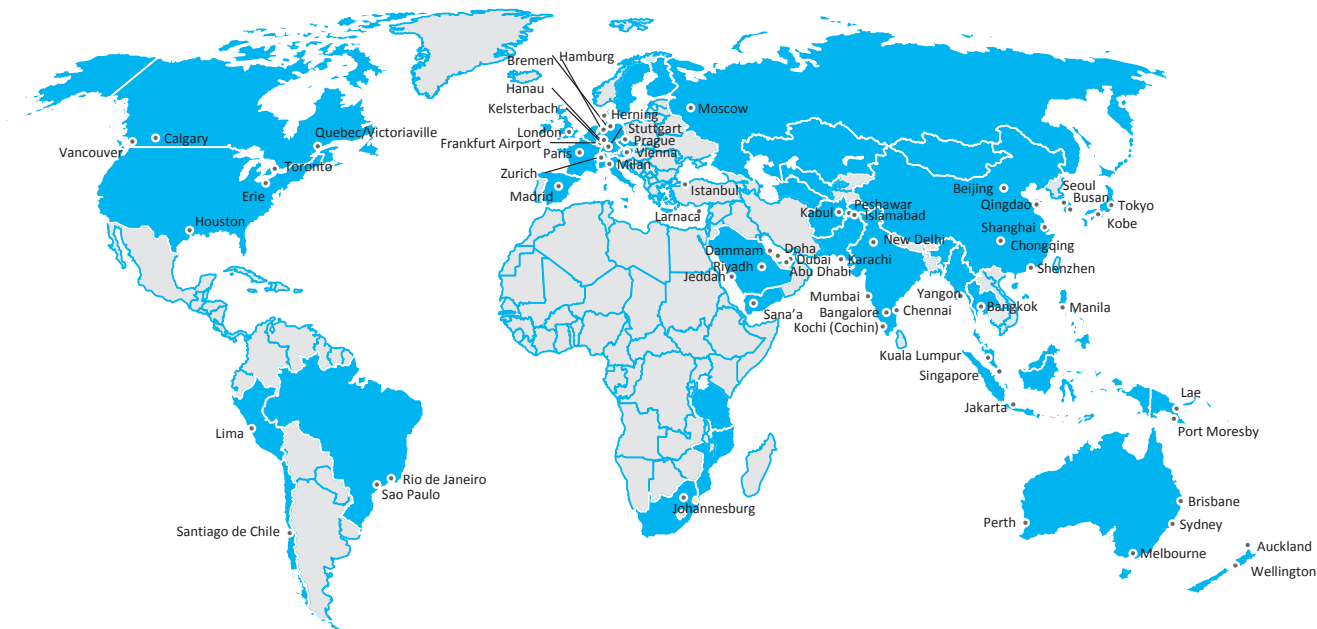 Bremen
Hamburg
Hanau
Kelsterbach
Herning
Moscow
Calgary
Quebec/Victoriaville
London
Stuttgart
Frankfurt Airport
Prague
Vancouver
Paris
Vienna
Toronto
Milan
Zurich
Beijing
Seoul
Erie
Madrid
Istanbul
Busan
Kabul
Peshawar
Qingdao
Tokyo
Larnaca
Islamabad
Houston
Kobe
Shanghai
New Delhi
Chongqing
Dammam
Doha
Dubai
Karachi
Riyadh
Abu Dhabi
Shenzhen
Jeddah
Mumbai
Yangon
Sana’a
Bangalore
Chennai
Bangkok
Manila
Kochi (Cochin)
Kuala Lumpur
Singapore
Lae
Jakarta
Lima
Port Moresby
Rio de Janeiro
Sao Paulo
Brisbane
Johannesburg
Perth
Sydney
Santiago de Chile
Auckland
Melbourne
Wellington